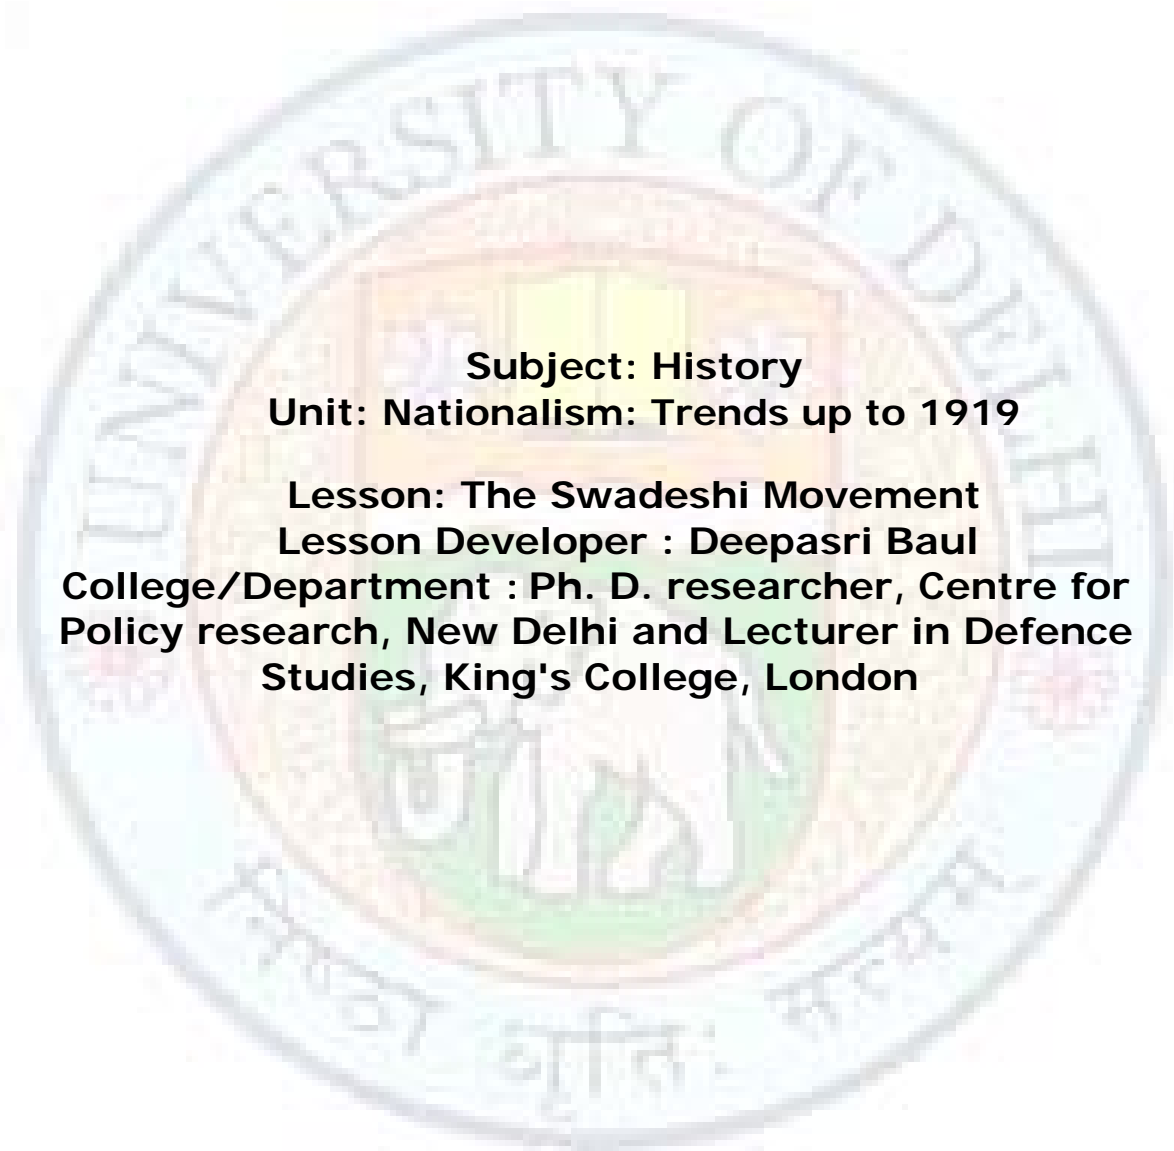 UNIVERSITY OF DELHI
Subject: History
Unit: Nationalism: Trends up to 1919
Lesson: The Swadeshi Movement
Lesson Developer : Deepasri Baul
College/Department : Ph. D. researcher, Centre for
Policy research, New Delhi and Lecturer in Defence
Studies, King's College, London